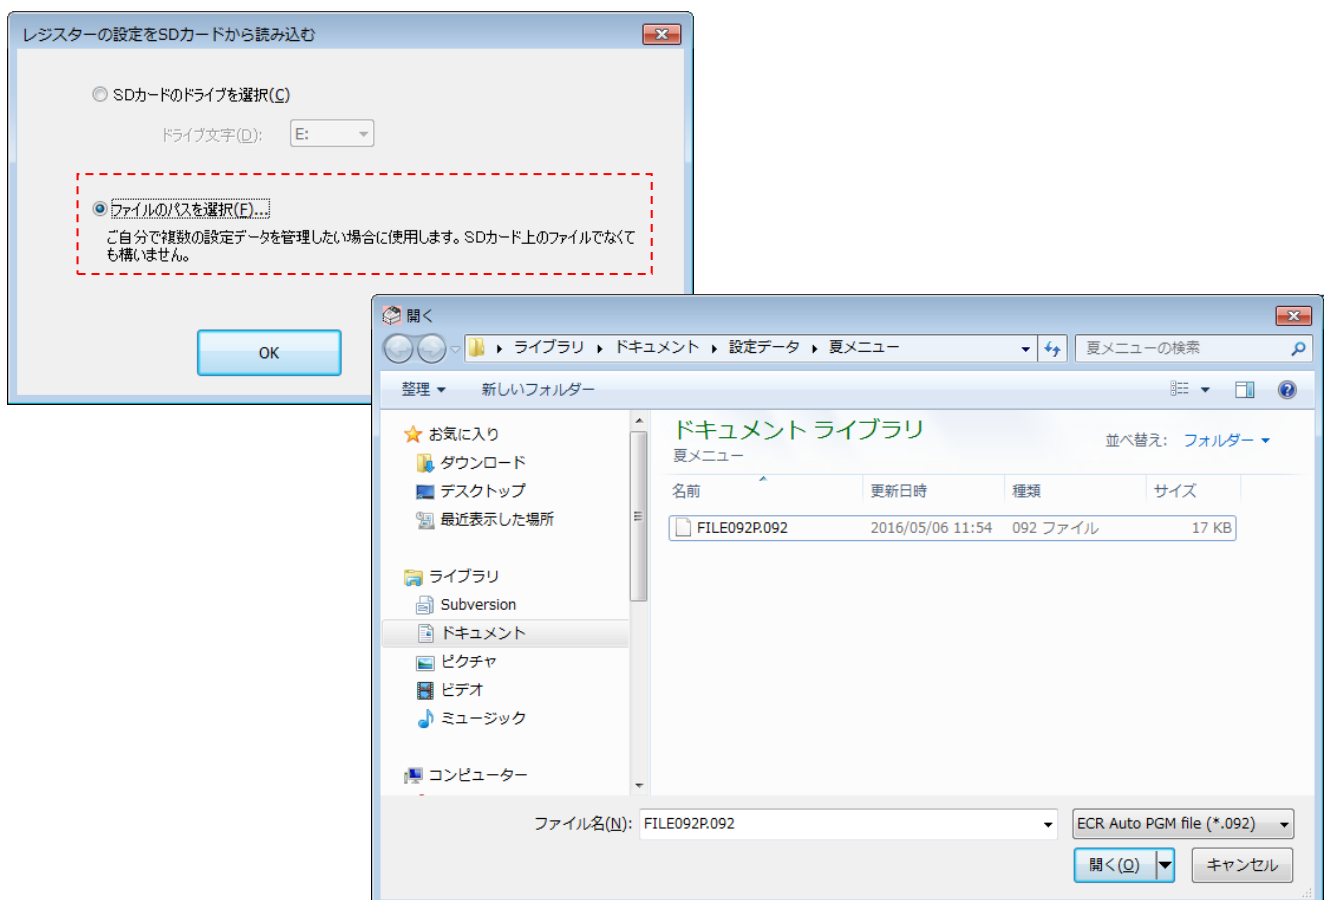 レジスターの設定をSDカードから読み込む
SDカードのドライブを選択(C)
ドライブ文字(D): E:
ファイルのパスを選択(F)...
ご自分で複数の設定データを管理したい場合に使用します。SDカード上のファイルでなくて
も構いません。
OK
開く
ライブラリ ドキュメント 設定データ 夏メニュー
夏メニューの検索
整理 新しいフォルダー
お気に入り
ダウンロード
デスクトップ
最近表示した場所
ライブラリ
Subversion
ドキュメント
ピクチャ
ビデオ
ミュージック
コンピューター
ドキュメント ライブラリ
夏メニュー
並べ替え: フォルダー
名前 更新日時 種類 サイズ
FILE092P.092 2016/05/06 11:54 092 ファイル 17 KB
ファイル名(N): FILE092P.092 ECR Auto PGM file (*.092)
開く(O) キャンセル